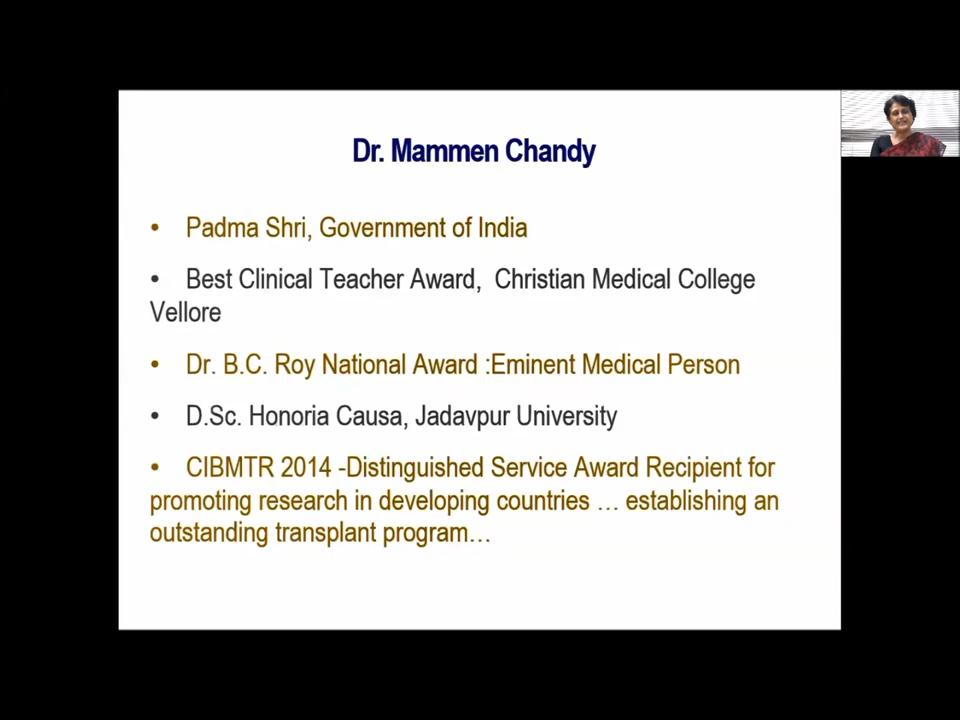 Dr. Mammen Chandy
• Padma Shri, Government of India
• Best Clinical Teacher Award, Christian Medical College
Vellore
• Dr. B.C. Roy National Award :Eminent Medical Person
• D.Sc. Honoria Causa, Jadavpur University
• CIBMTR 2014 -Distinguished Service Award Recipient for
promoting research in developing countries … establishing an
outstanding transplant program…